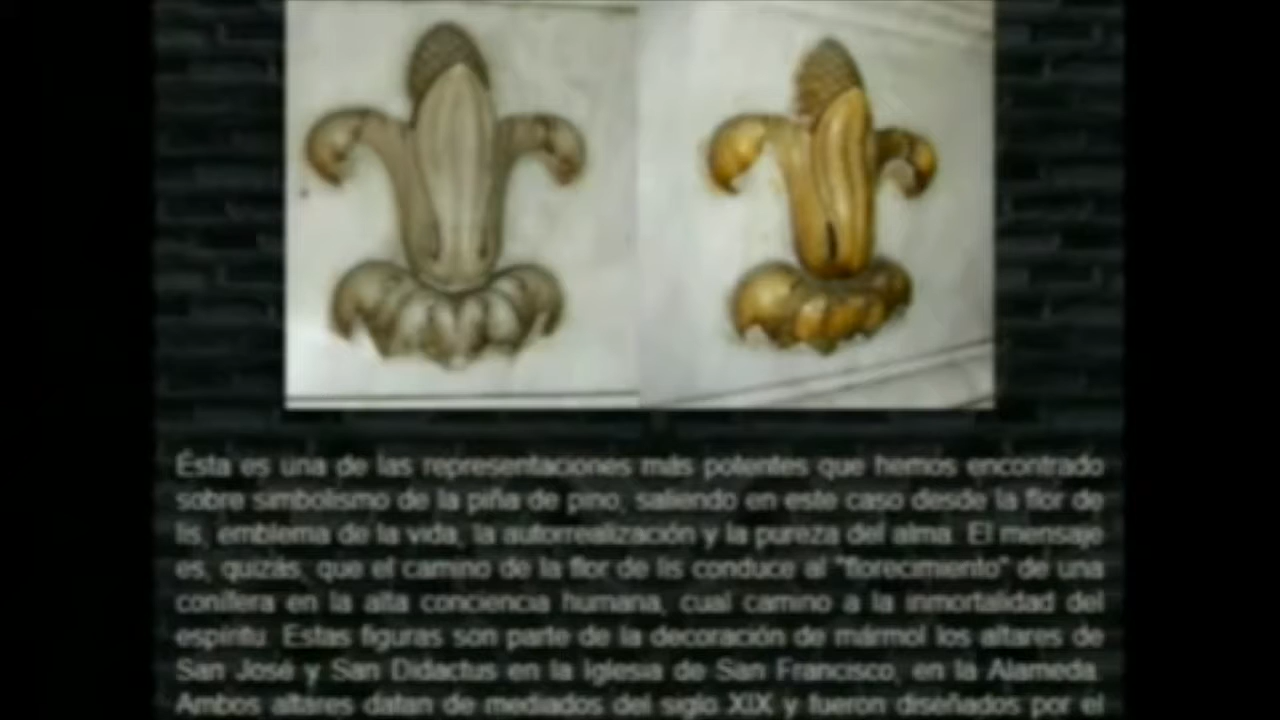 Ésta es una de las representaciones más potentes que hemos encontrado
sobre simbolismo de la piña de pino, saliendo en este caso desde la flor de
lis, emblema de la vida, la autorrealización y la pureza del alma. El mensaje
es, quizás, que el camino de la flor de lis conduce al "florecimiento" de una
conífera en la alta conciencia humana, cual camino a la inmortalidad del
espíritu. Estas figuras son parte de la decoración de mármol los altares de
San José y San Didactus en la Iglesia de San Francisco, en la Alameda.
Ambos altares datan de mediados del siglo XIX y fueron diseñados por el